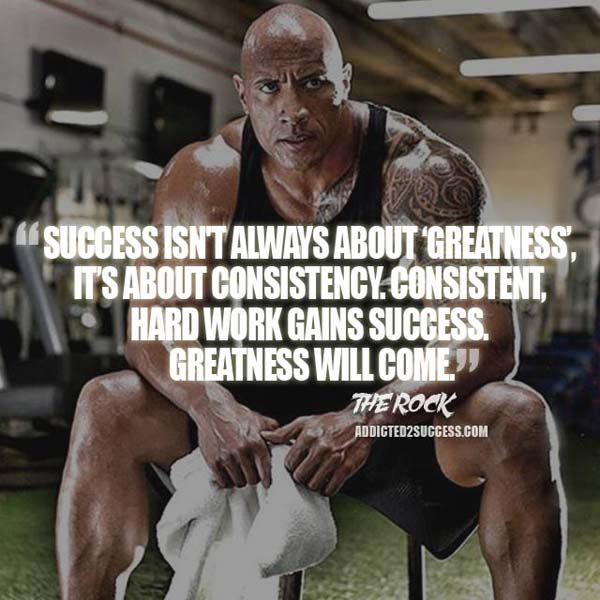 “SUCCESS ISN'T ALWAYS ABOUT ‘GREATNESS’,
IT'S ABOUT CONSISTENCY. CONSISTENT,
HARD WORK GAINS SUCCESS.
GREATNESS WILL COME.”
THE ROCK
ADDICTED2SUCCESS.COM